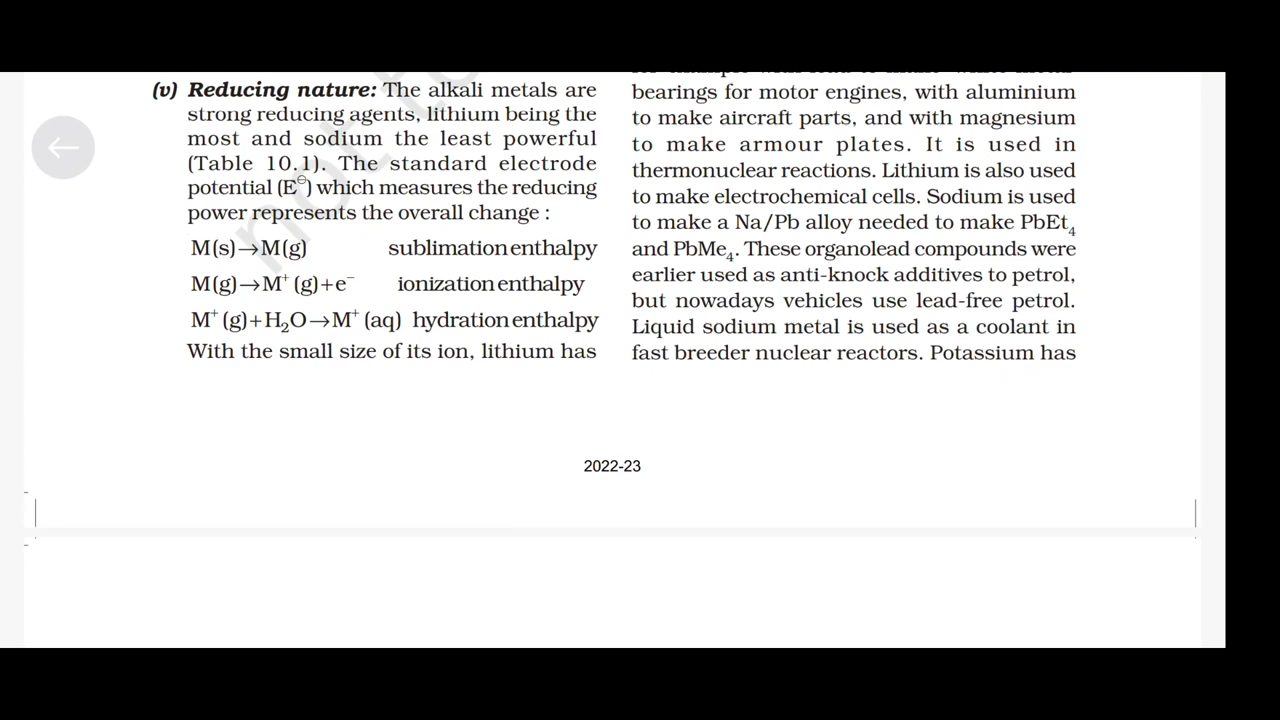 (v) Reducing nature: The alkali metals are
strong reducing agents, lithium being the
most and sodium the least powerful
(Table 10.1). The standard electrode
potential (E⊖) which measures the reducing
power represents the overall change :
M(s)→M(g) sublimation enthalpy
M(g)→M⁺(g)+e⁻ ionization enthalpy
M⁺(g)+H₂O→M⁺(aq) hydration enthalpy
With the small size of its ion, lithium has
bearings for motor engines, with aluminium
to make aircraft parts, and with magnesium
to make armour plates. It is used in
thermonuclear reactions. Lithium is also used
to make electrochemical cells. Sodium is used
to make a Na/Pb alloy needed to make PbEt₄
and PbMe₄. These organolead compounds were
earlier used as anti-knock additives to petrol,
but nowadays vehicles use lead-free petrol.
Liquid sodium metal is used as a coolant in
fast breeder nuclear reactors. Potassium has
2022-23